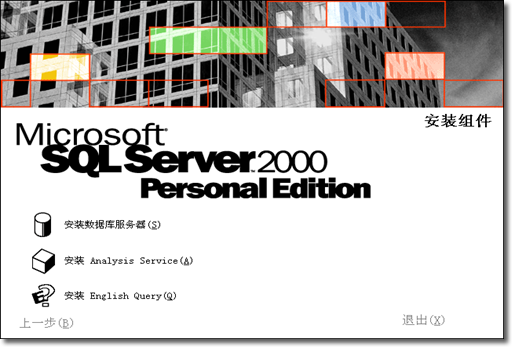 安装组件
Microsoft®
SQL Server™ 2000
Personal Edition
安装数据库服务器(S)
安装 Analysis Service(A)
安装 English Query(Q)
上一步(B)
退出(X)